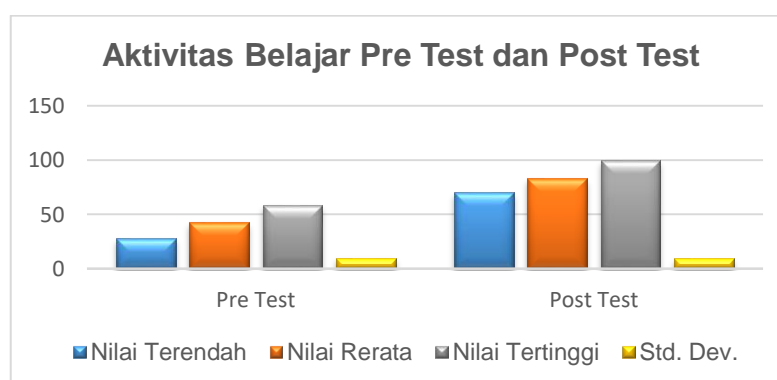 Aktivitas Belajar Pre Test dan Post Test
150
100
50
0
Pre Test Post Test
Nilai Terendah Nilai Rerata Nilai Tertinggi Std. Dev.